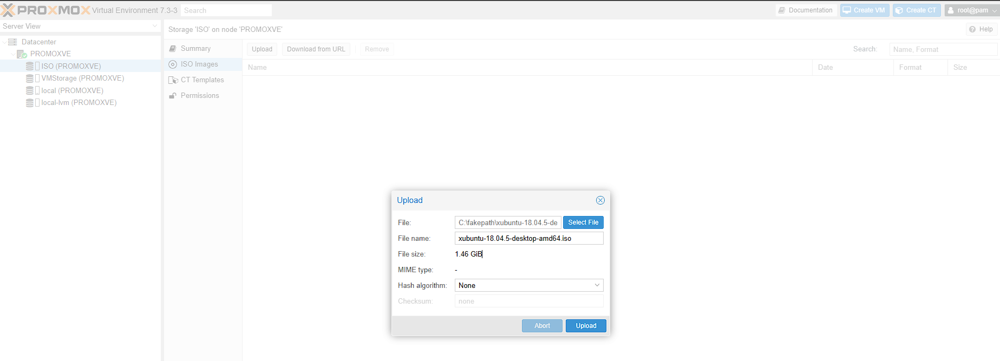 PROXMOX Virtual Environment 7.3-3 Search Documentation Create VM Create CT root@pam
Server View
Storage 'ISO' on node 'PROMOXVE' Help
Datacenter
PROMOXVE
ISO (PROMOXVE)
VMStorage (PROMOXVE)
local (PROMOXVE)
local-lvm (PROMOXVE)
Summary
ISO Images
CT Templates
Permissions
Upload Download from URL Remove Search: Name, Format
Name Date Format Size
Upload
File: C:\fakepath\xubuntu-18.04.5-de Select File
File name: xubuntu-18.04.5-desktop-amd64.iso
File size: 1.46 GiB
MIME type: -
Hash algorithm: None
Checksum: none
Abort Upload